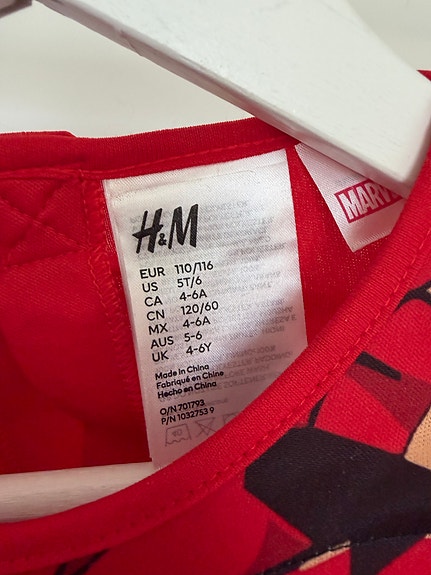 H&M
MARV
EUR 110/116
US 5T/6
CA 4-6A
CN 120/60
MX 4-6A
AUS 5-6
UK 4-6Y
Made in China
Fabriqué en Chine
Hecho en China
O/N 701793
P/N 1032753 9